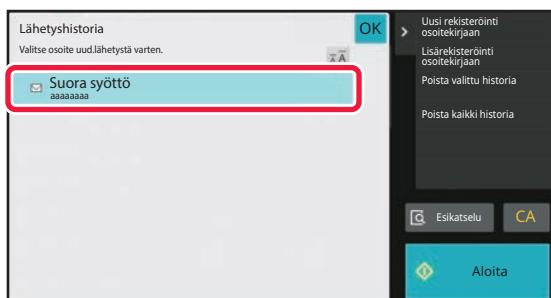 Lähetyshistoria
OK
Valitse osoite uud.lähetystä varten.
Suora syöttö
aaaaaaaa
Uusi rekisteröinti
osoitekirjaan
Lisärekisteröinti
osoitekirjaan
Poista valittu historia
Poista kaikki historia
Esikatselu
CA
Aloita